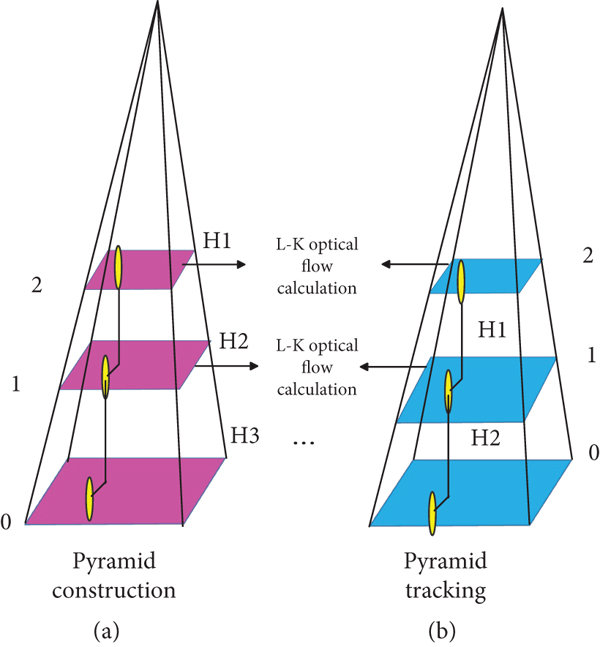 H1
L-K optical
flow
calculation
2
2
H1
H2
L-K optical
flow
calculation
1
1
H3
...
H2
0
0
Pyramid
construction
Pyramid
tracking
(a)
(b)